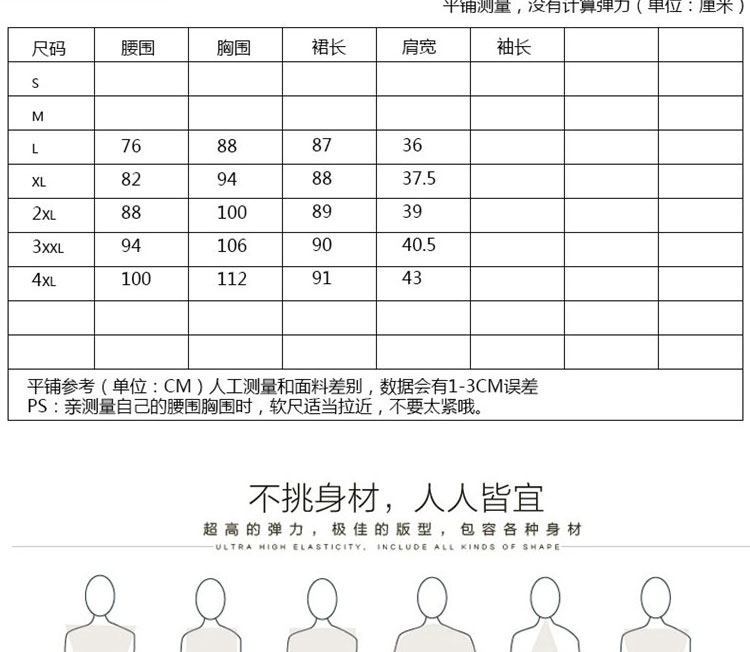 平铺测量，没有计算弹力（单位：厘米）
尺码 腰围 胸围 裙长 肩宽 袖长
S
M
L 76 88 87 36
XL 82 94 88 37.5
2XL 88 100 89 39
3XXL 94 106 90 40.5
4XL 100 112 91 43
平铺参考（单位：CM）人工测量和面料差别，数据会有1-3CM误差
PS：亲测量自己的腰围胸围时，软尺适当拉近，不要太紧哦。
不挑身材，人人皆宜
超高的弹力，极佳的版型，包容各种身材
ULTRA HIGH ELASTICITY, INCLUDE ALL KINDS OF SHAPE